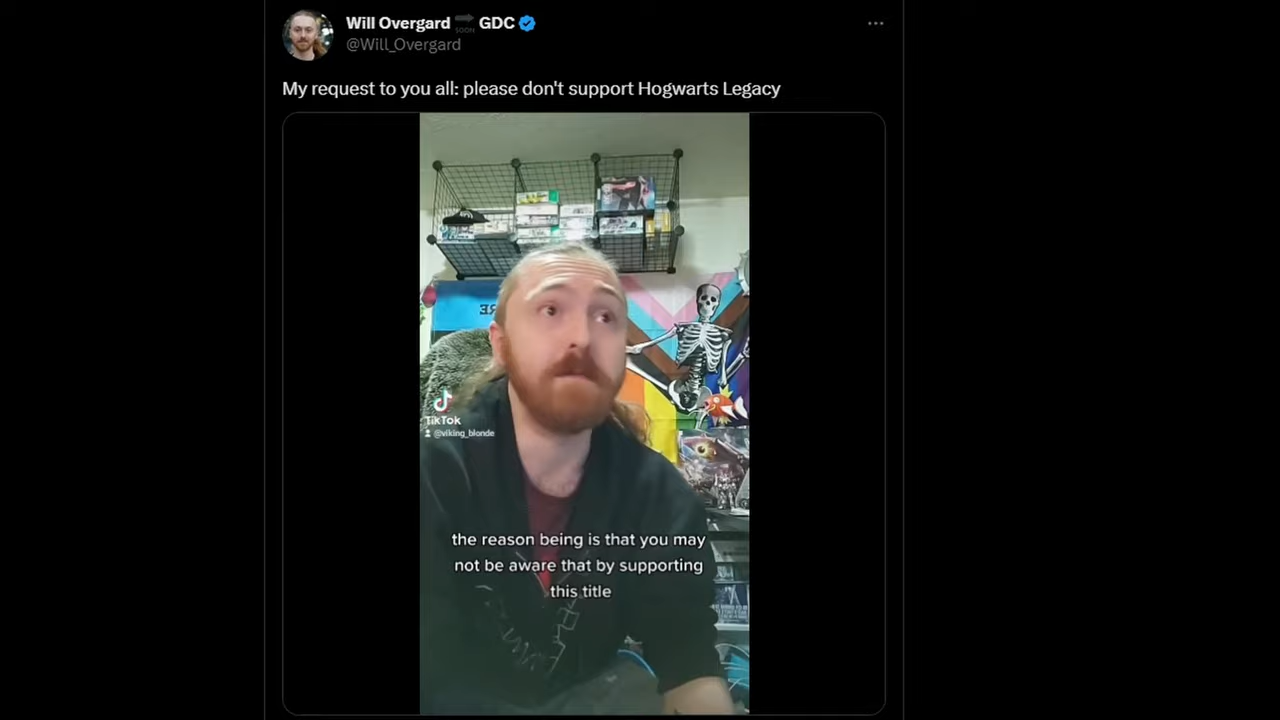 Will Overgard SOON GDC
@Will_Overgard
My request to you all: please don't support Hogwarts Legacy
TikTok
@viking_blonde
the reason being is that you may
not be aware that by supporting
this title